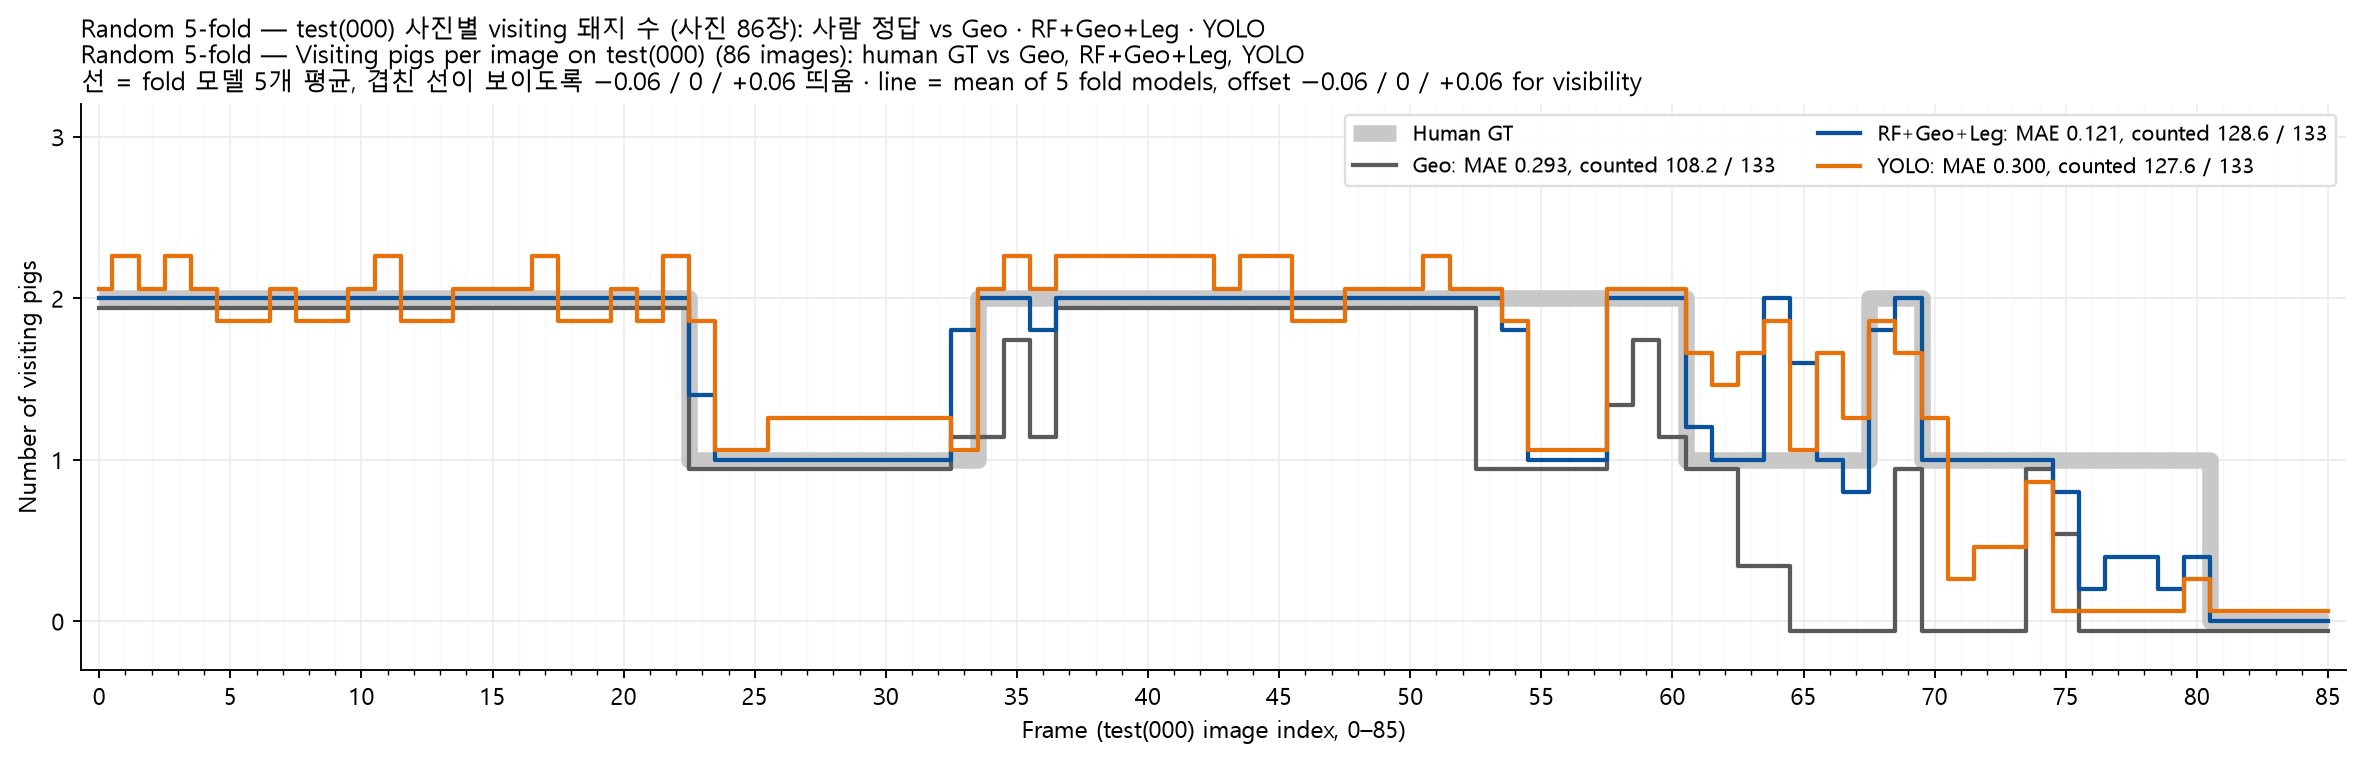 Random 5-fold — test(000) 사진별 visiting 돼지 수 (사진 86장): 사람 정답 vs Geo · RF+Geo+Leg · YOLO
Random 5-fold — Visiting pigs per image on test(000) (86 images): human GT vs Geo, RF+Geo+Leg, YOLO
선 = fold 모델 5개 평균, 겹친 선이 보이도록 −0.06 / 0 / +0.06 띄움 · line = mean of 5 fold models, offset −0.06 / 0 / +0.06 for visibility
Human GT
Geo: MAE 0.293, counted 108.2 / 133
RF+Geo+Leg: MAE 0.121, counted 128.6 / 133
YOLO: MAE 0.300, counted 127.6 / 133
Number of visiting pigs
3
2
1
0
0 5 10 15 20 25 30 35 40 45 50 55 60 65 70 75 80 85
Frame (test(000) image index, 0–85)